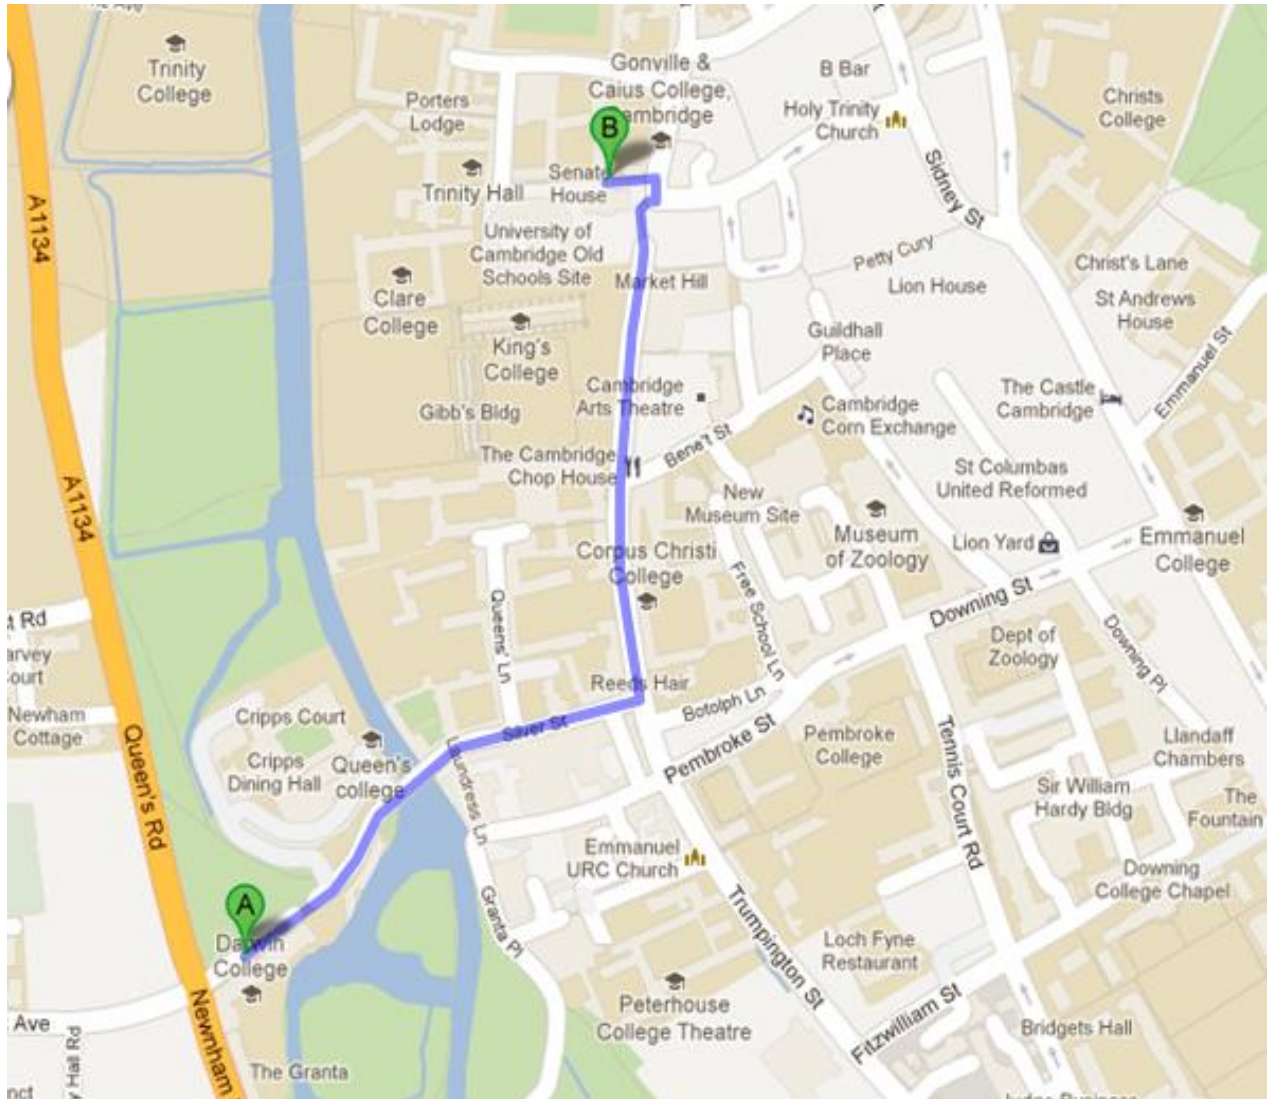 Trinity
College
Gonville &
Caius College,
Cambridge
B Bar
Porters
Lodge
Holy Trinity
Church
Christs
College
B
Trinity Hall
Senate
House
Sidney St
A1134
University of
Cambridge Old
Schools Site
Petty Cury
Market Hill
Christ's Lane
Lion House
Clare
College
St Andrews
House
King's
College
Guildhall
Place
Emmanuel St
Cambridge
Arts Theatre
The Castle
Cambridge
Gibb's Bldg
Cambridge
Corn Exchange
Bene't St
The Cambridge
Chop House
St Columbas
United Reformed
A1134
New
Museum Site
Museum
of Zoology
Lion Yard
Emmanuel
College
Corpus Christi
College
Free School Ln
Queens' Ln
Downing St
Rd
Dept of
Zoology
Downing Pl
Reeds Hair
Botolph Ln
Newham
Cottage
Cripps Court
Silver St
Pembroke St
Pembroke
College
Tennis Court Rd
Llandaff
Chambers
Queen's Rd
Cripps
Dining Hall
Queen's
college
Laundress Ln
Sir William
Hardy Bldg
The
Fountain
Emmanuel
URC Church
Downing
College Chapel
A
Granta Pl
Trumpington St
Darwin
College
Loch Fyne
Restaurant
Newnham
Peterhouse
College Theatre
Fitzwilliam St
Ave
Hall Rd
Bridgets Hall
The Granta